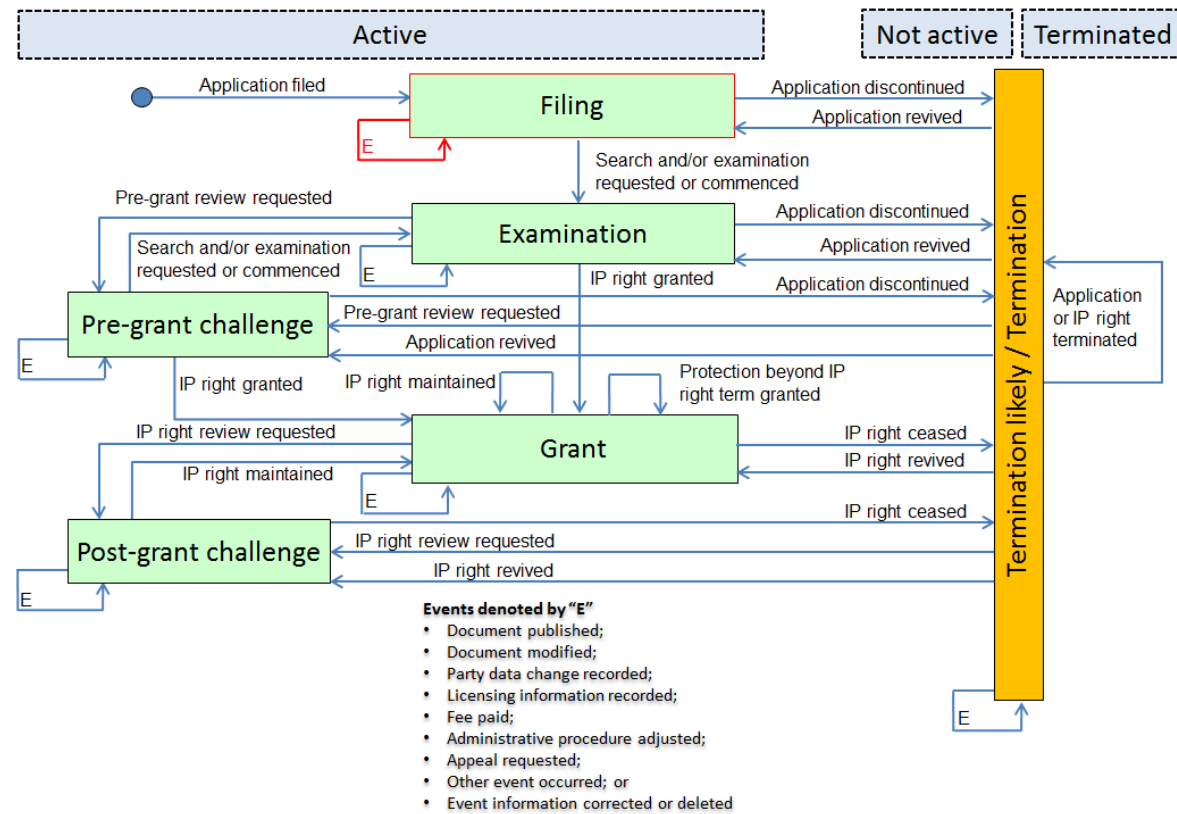 Active
Not active
Terminated
Application filed
Filing
E
Application discontinued
Application revived
Search and/or examination
requested or commenced
Pre-grant review requested
Examination
E
Application discontinued
Application revived
Search and/or examination
requested or commenced
IP right granted
Application discontinued
Pre-grant challenge
E
Pre-grant review requested
Application revived
Application
or IP right
terminated
Termination likely / Termination
IP right granted
IP right maintained
Protection beyond IP
right term granted
IP right review requested
Grant
E
IP right ceased
IP right revived
IP right maintained
IP right ceased
Post-grant challenge
E
IP right review requested
IP right revived
E
Events denoted by “E”
• Document published;
• Document modified;
• Party data change recorded;
• Licensing information recorded;
• Fee paid;
• Administrative procedure adjusted;
• Appeal requested;
• Other event occurred; or
• Event information corrected or deleted